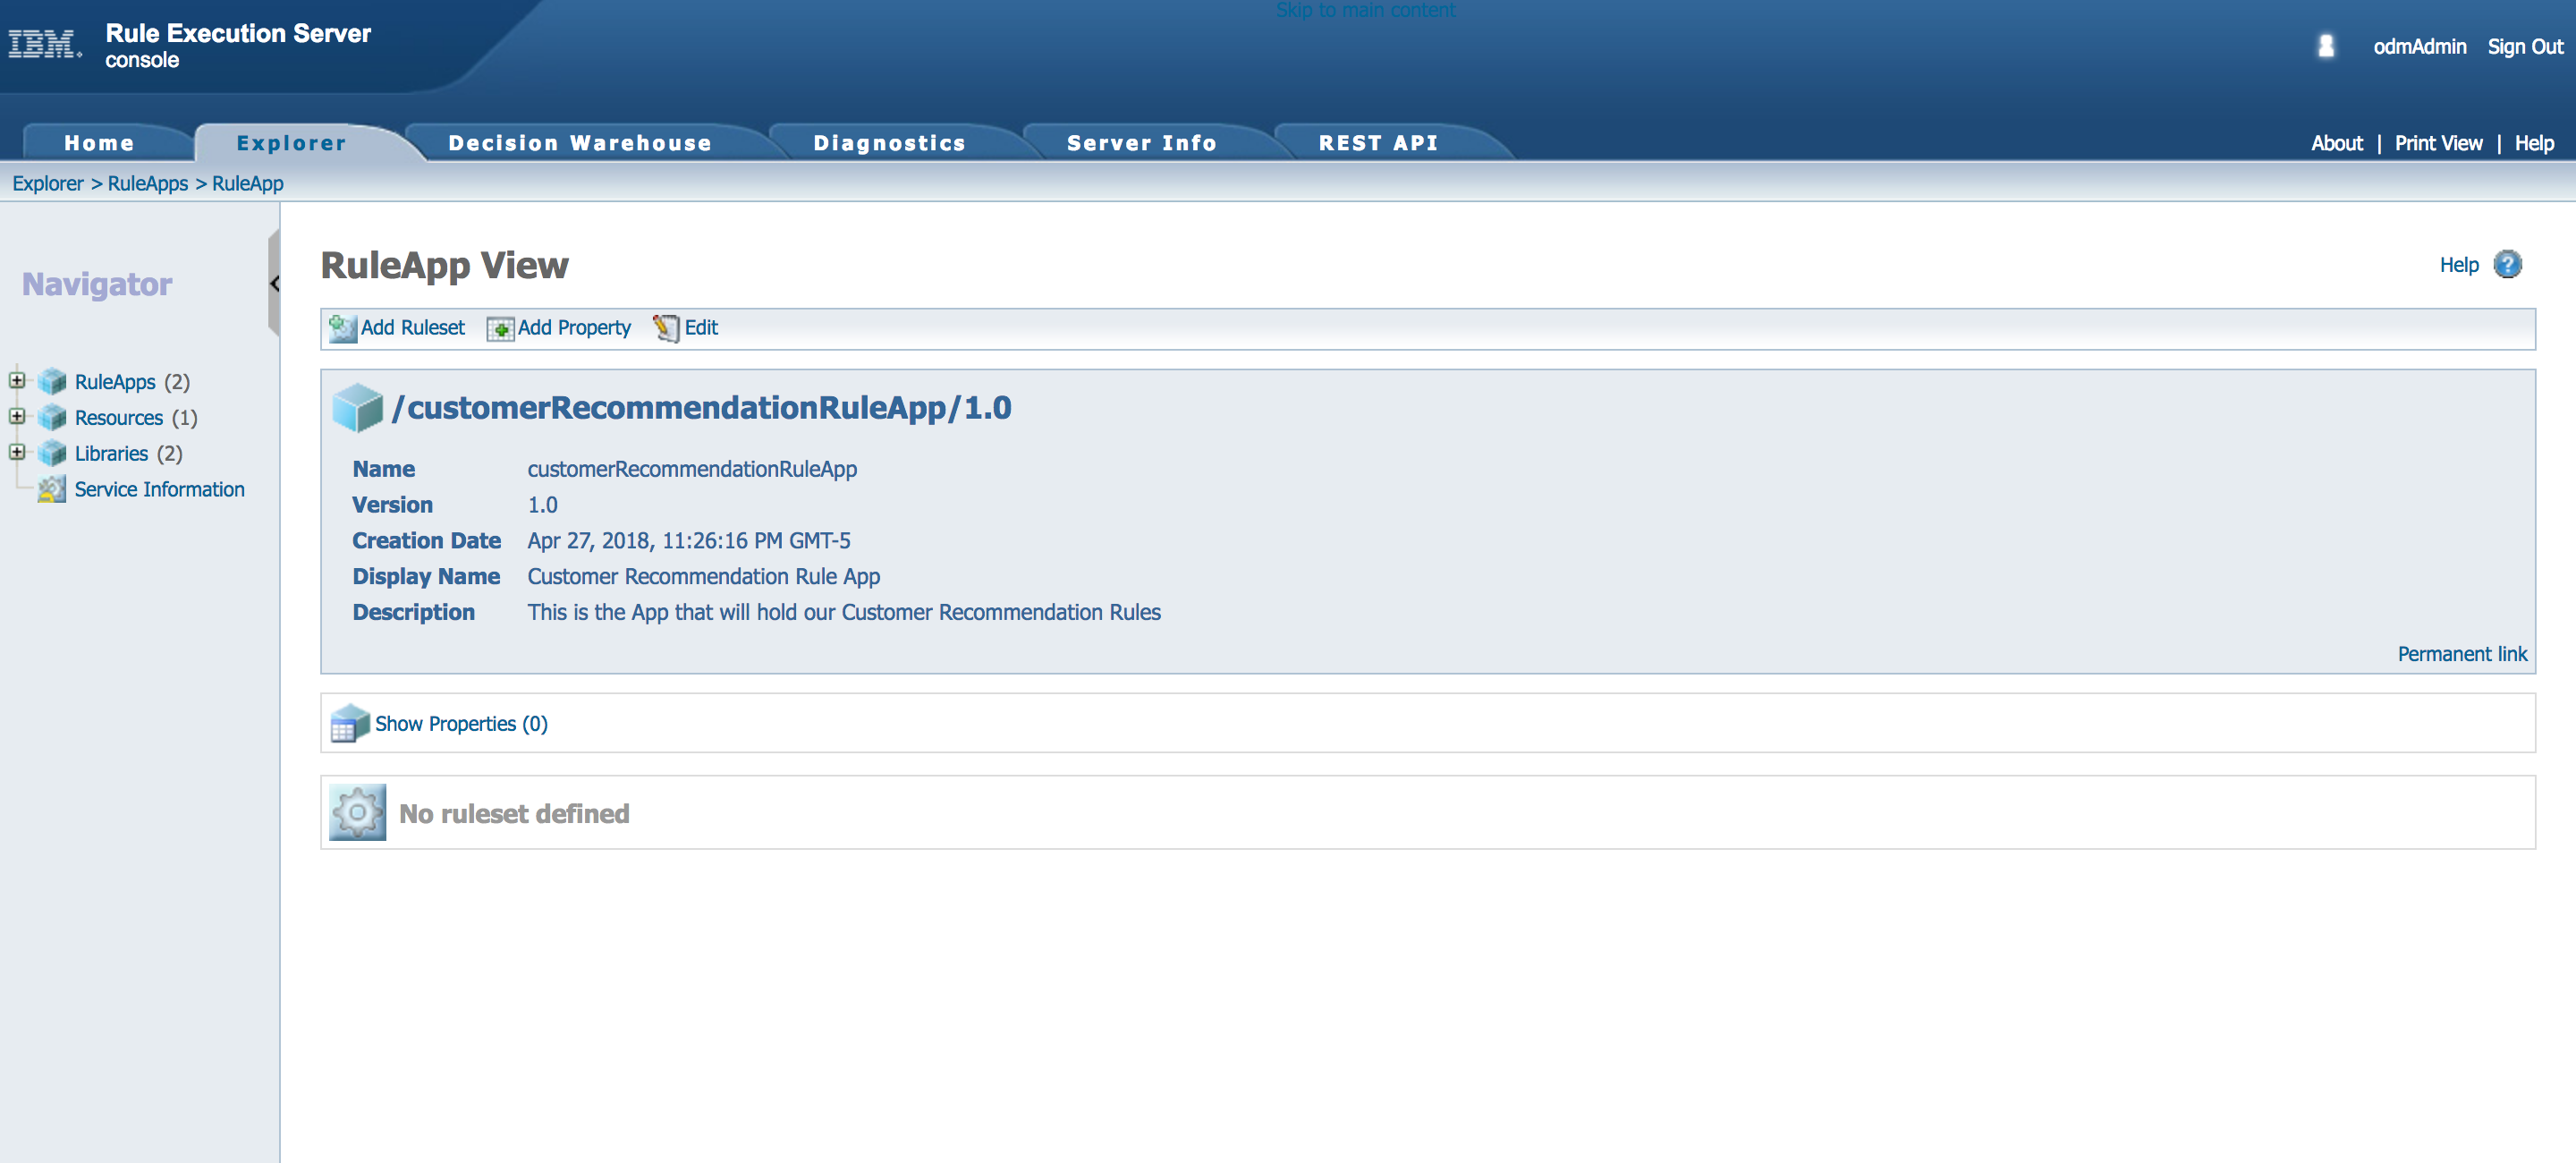 Skip to main content
IBM.
Rule Execution Server
console
odmAdmin Sign Out
Home Explorer Decision Warehouse Diagnostics Server Info REST API
About | Print View | Help
Explorer > RuleApps > RuleApp
Navigator
RuleApps (2)
Resources (1)
Libraries (2)
Service Information
RuleApp View
Help ?
Add Ruleset Add Property Edit
/customerRecommendationRuleApp/1.0
Name customerRecommendationRuleApp
Version 1.0
Creation Date Apr 27, 2018, 11:26:16 PM GMT-5
Display Name Customer Recommendation Rule App
Description This is the App that will hold our Customer Recommendation Rules
Permanent link
Show Properties (0)
No ruleset defined